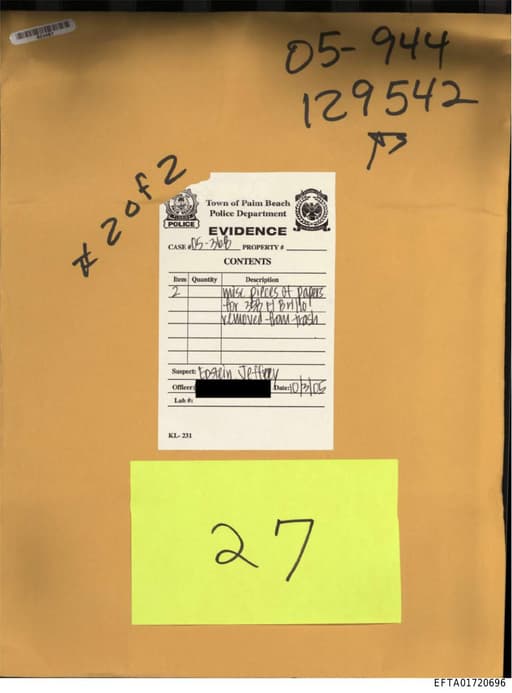 05-944
129542
# 2 of 2
POLICE
Town of Palm Beach
Police Department
EVIDENCE
CASE # 05-368 PROPERTY #
CONTENTS
Item Quantity Description
2 misc pieces of papers
for 358 El Brillo
removed from trash
Suspect: Epstein Jeffrey
Officer: Date: 10/3/05
Lab #:
KL- 231
27
EFTA01720696